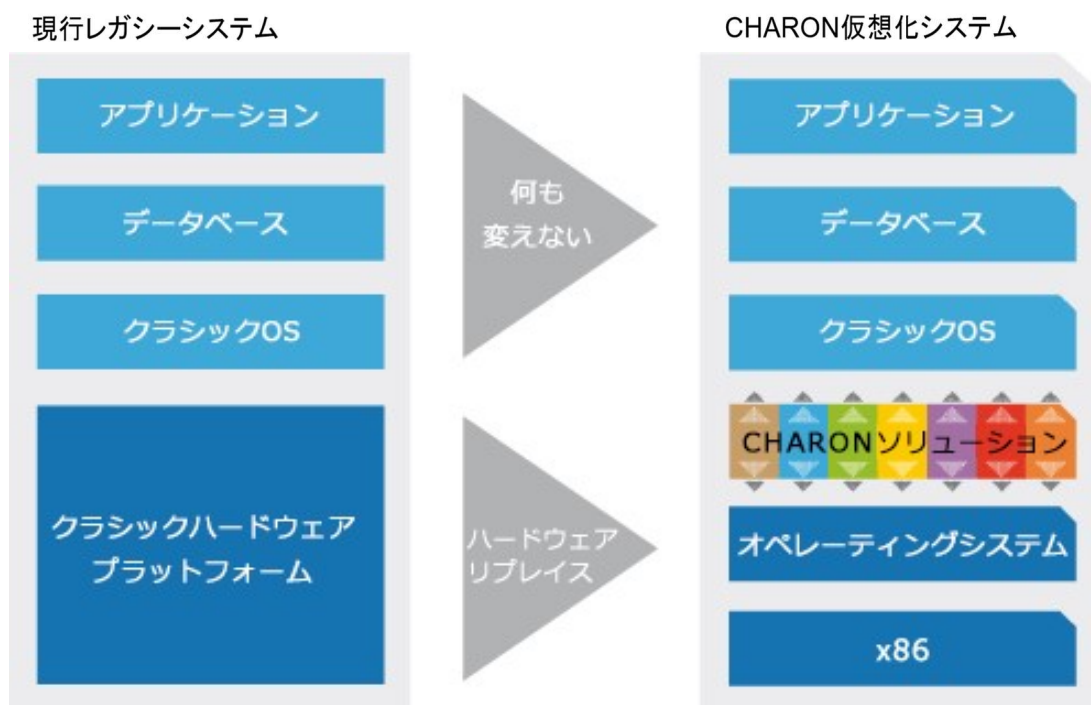 現行レガシーシステム
アプリケーション
データベース
クラシックOS
クラシックハードウェア
プラットフォーム
何も
変えない
ハードウェア
リプレイス
CHARON仮想化システム
アプリケーション
データベース
クラシックOS
CHARONソリューション
オペレーティングシステム
x86